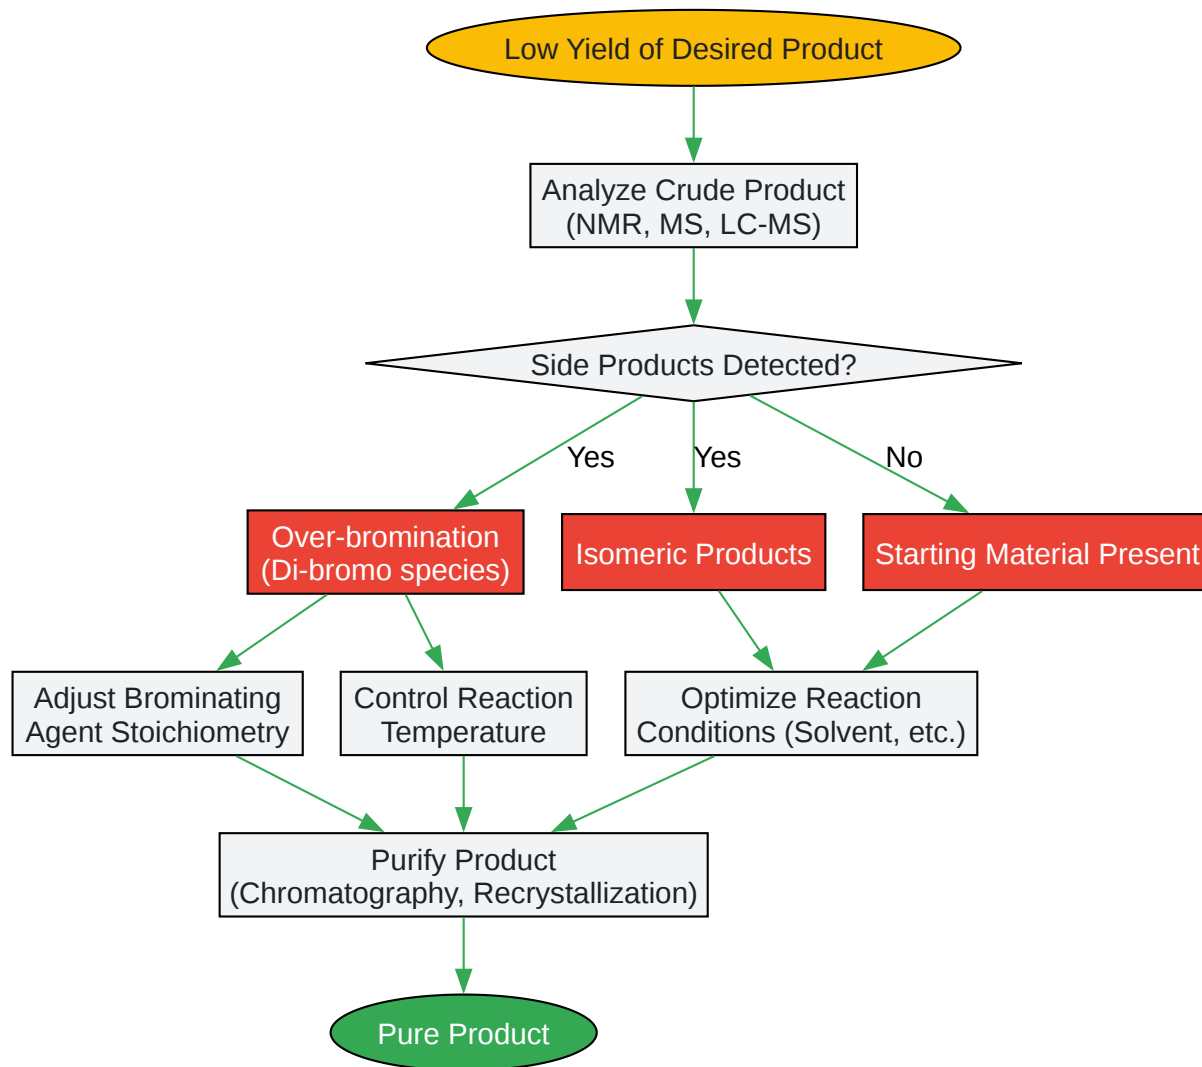 Low Yield of Desired Product
Analyze Crude Product
(NMR, MS, LC-MS)
Side Products Detected?
Yes
Yes
No
Over-bromination
(Di-bromo species)
Isomeric Products
Starting Material Present
Adjust Brominating
Agent Stoichiometry
Control Reaction
Temperature
Optimize Reaction
Conditions (Solvent, etc.)
Purify Product
(Chromatography, Recrystallization)
Pure Product